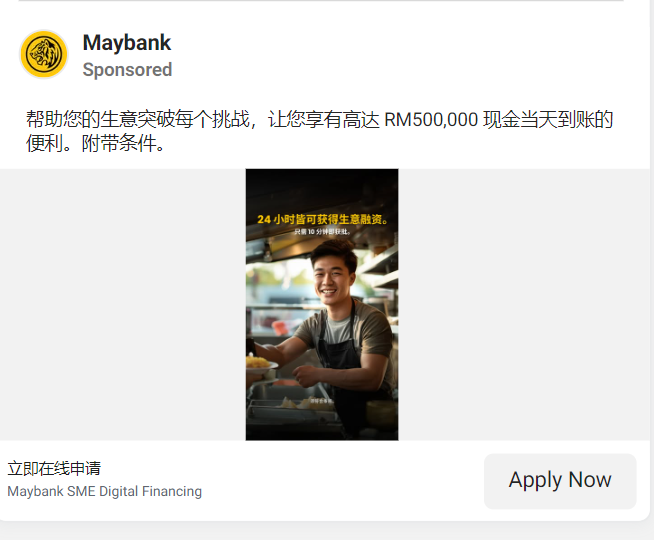 Maybank
Sponsored
帮助您的生意突破每个挑战，让您享有高达 RM500,000 现金当天到账的
便利。附带条件。
24 小时皆可获得生意融资。
只需 10 分钟即获批。
立即在线申请
Maybank SME Digital Financing
Apply Now